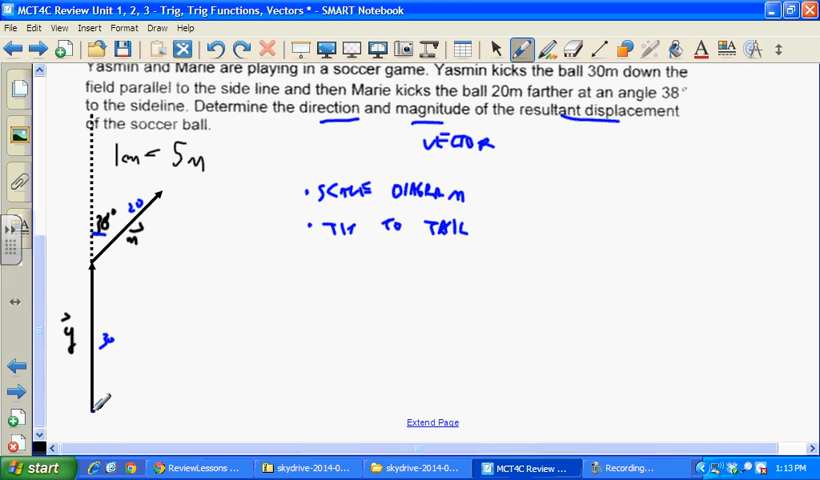 MCT4C Review Unit 1, 2, 3 - Trig, Trig Functions, Vectors * - SMART Notebook
File Edit View Insert Format Draw Help
Yasmin and Marie are playing in a soccer game. Yasmin kicks the ball 30m down the
field parallel to the side line and then Marie kicks the ball 20m farther at an angle 38°
to the sideline. Determine the direction and magnitude of the resultant displacement
of the soccer ball.
VECTOR
1cm = 5m
• SCALE DIAGRAM
• TIP TO TAIL
20
38°
m
y
30
Extend Page
start
ReviewLessons ...
skydrive-2014-0...
skydrive-2014-0...
MCT4C Review ...
Recording...
1:13 PM